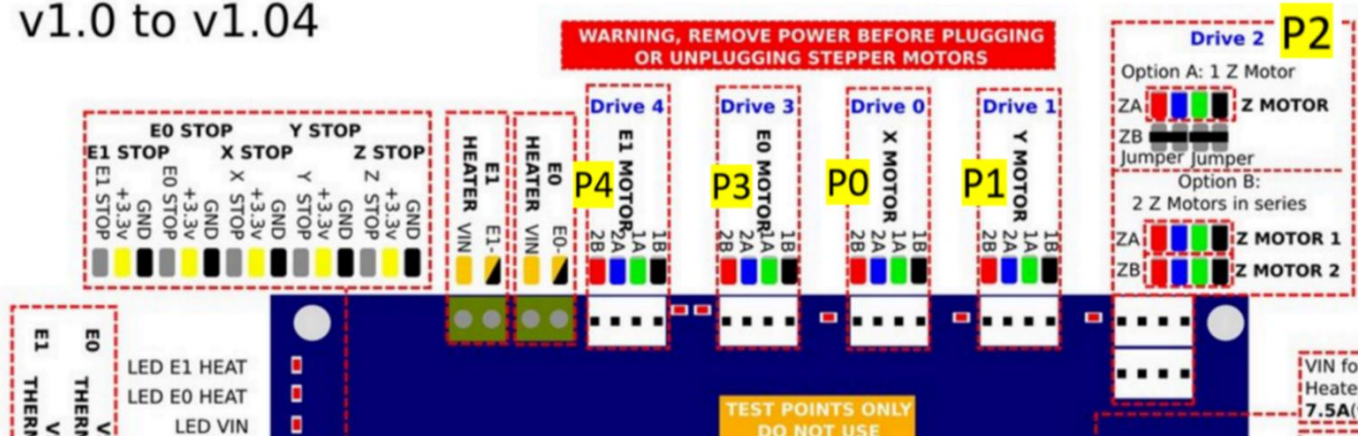 v1.0 to v1.04
WARNING, REMOVE POWER BEFORE PLUGGING
OR UNPLUGGING STEPPER MOTORS
E0 STOP Y STOP
E1 STOP X STOP Z STOP
E1 STOP
+3.3v
GND
E0 STOP
+3.3v
GND
X STOP
+3.3v
GND
Y STOP
+3.3v
GND
Z STOP
+3.3v
GND
E1
HEATER
VIN
E1-
E0
HEATER
VIN
E0-
Drive 4
P4
E1 MOTOR
2B
2A
1A
1B
Drive 3
P3
E0 MOTOR
2B
2A
1A
1B
Drive 0
P0
X MOTOR
2B
2A
1A
1B
Drive 1
P1
Y MOTOR
2B
2A
1A
1B
Drive 2 P2
Option A: 1 Z Motor
ZA Z MOTOR
ZB
Jumper Jumper
Option B:
2 Z Motors in series
ZA Z MOTOR 1
ZB Z MOTOR 2
E1
THERM
V
E0
THERM
V
LED E1 HEAT
LED E0 HEAT
LED VIN
TEST POINTS ONLY
DO NOT USE
VIN fo
Heate
7.5A(